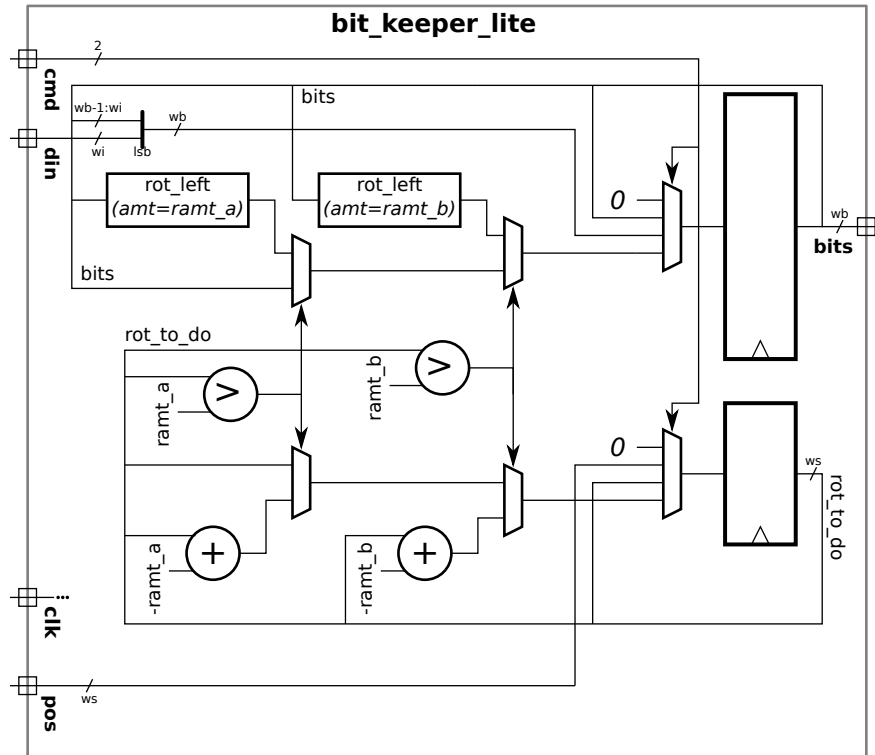 bit_keeper_lite
2
cmd
bits
wb-1:wi
wb
din
wi
lsb
rot_left
(amt=ramt_a)
rot_left
(amt=ramt_b)
0
wb
bits
bits
rot_to_do
>
ramt_a
>
ramt_b
0
ws
rot_to_do
+
-ramt_a
+
-ramt_b
clk
pos
ws